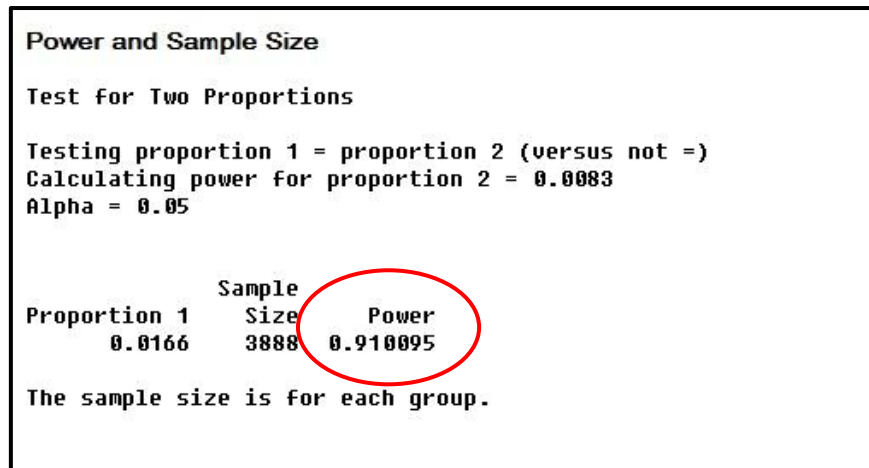 Power and Sample Size
Test for Two Proportions
Testing proportion 1 = proportion 2 (versus not =)
Calculating power for proportion 2 = 0.0083
Alpha = 0.05
Sample
Proportion 1 Size Power
0.0166 3888 0.910095
The sample size is for each group.